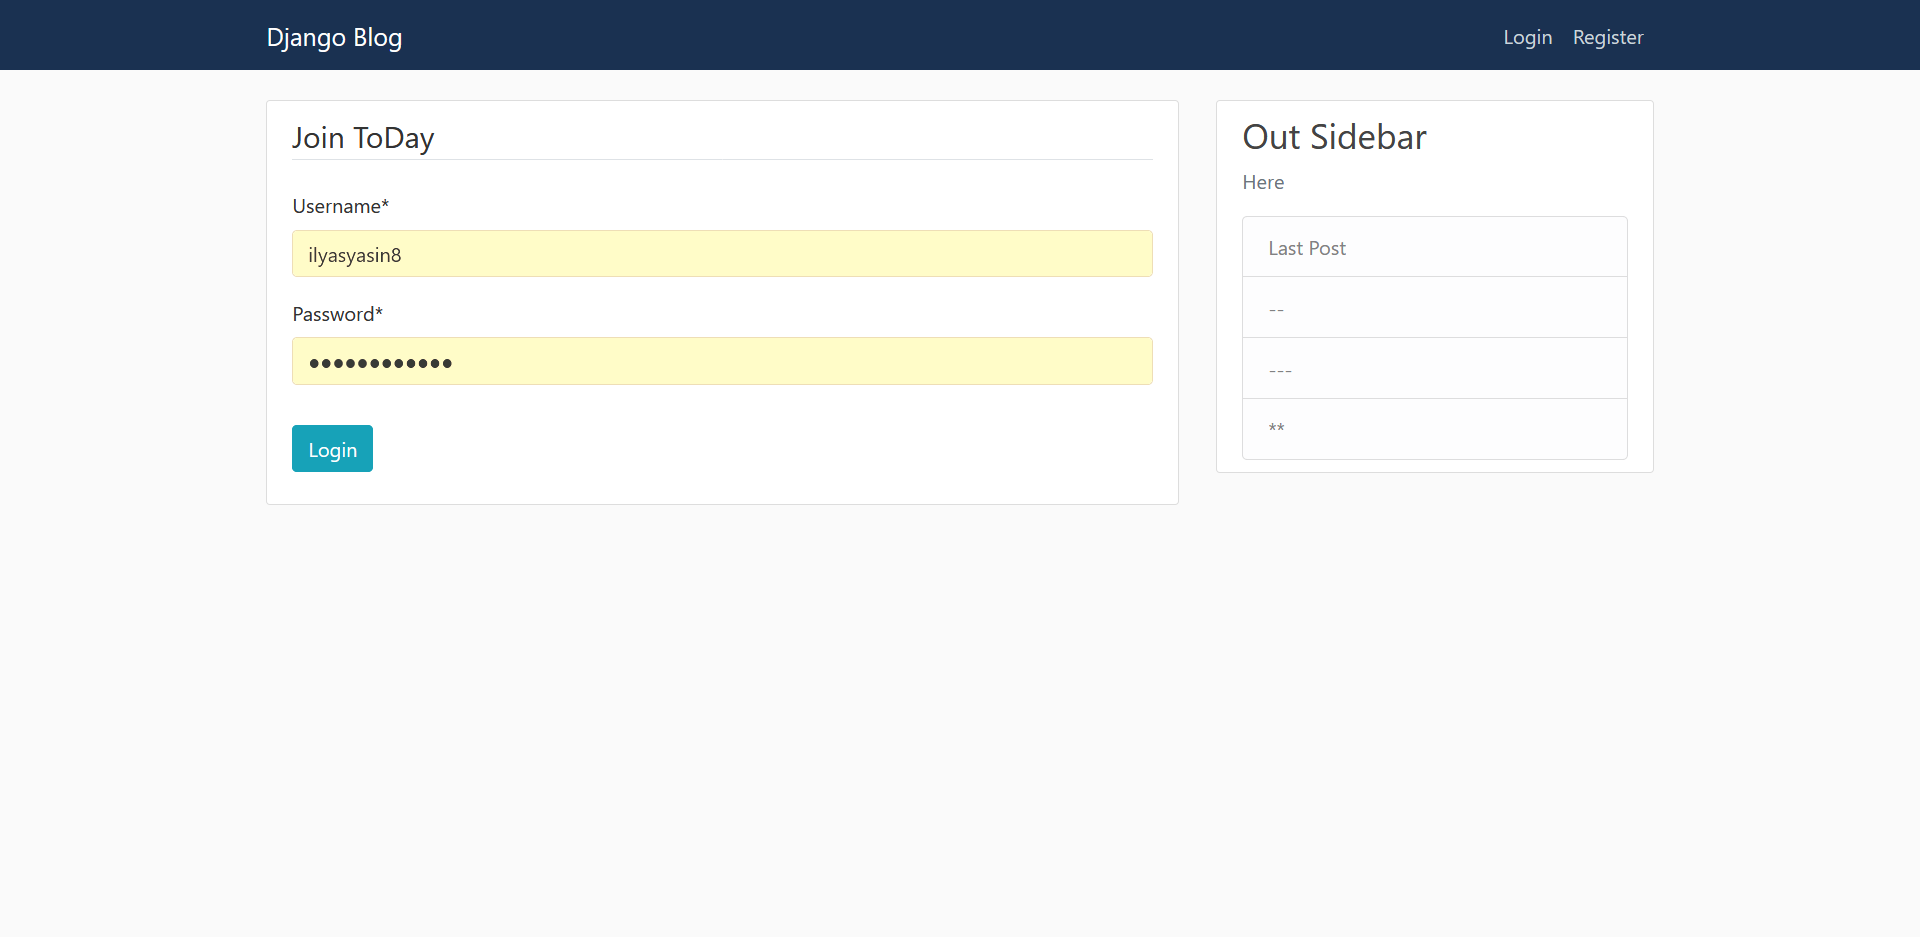 Django Blog
Login Register
Join ToDay
Username*
ilyasyasin8
Password*
●●●●●●●●●●●●
Login
Out Sidebar
Here
Last Post
--
---
**